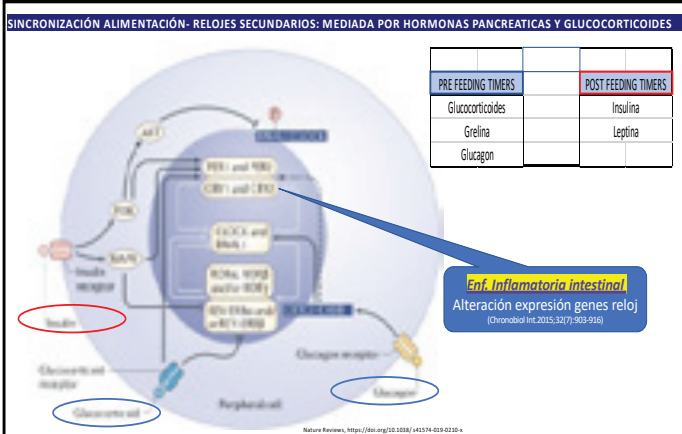 SINCRONIZACIÓN ALIMENTACIÓN- RELOJES SECUNDARIOS: MEDIADA POR HORMONAS PANCREATICAS Y GLUCOCORTICOIDES
PRE FEEDING TIMERS POST FEEDING TIMERS
Glucocorticoides Insulina
Grelina Leptina
Glucagon
AKT
PER1 and PER2
CRY1 and CRY2
PI3K
CLOCK and
BMAL1
MAPK
Insulin
receptor
Insulin
Enf. Inflamatoria intestinal
Alteración expresión genes reloj
(Chronobiol Int.2015;32(7):903-916)
Glucagon receptor
Glucocorticoid
receptor
Glucagon
Peripheral cell
Glucocorticoid
Nature Reviews, https://doi.org/10.1038/ s41574-019-0210-x